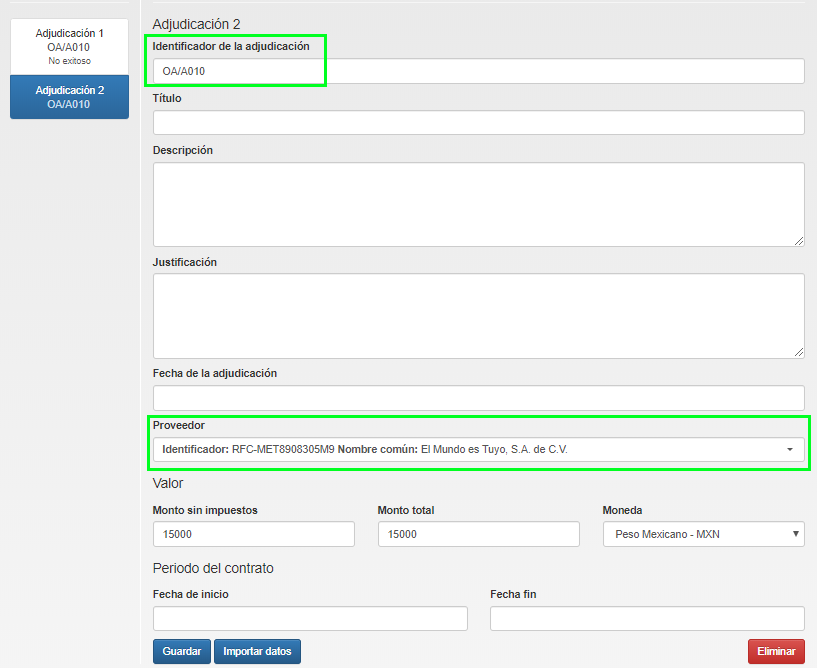 Adjudicación 1
OA/A010
No exitoso
Adjudicación 2
OA/A010
Adjudicación 2
Identificador de la adjudicación
OA/A010
Título
Descripción
Justificación
Fecha de la adjudicación
Proveedor
Identificador: RFC-MET8908305M9 Nombre común: El Mundo es Tuyo, S.A. de C.V.
Valor
Monto sin impuestos Monto total Moneda
15000 15000 Peso Mexicano - MXN
Periodo del contrato
Fecha de inicio Fecha fin
Guardar Importar datos Eliminar